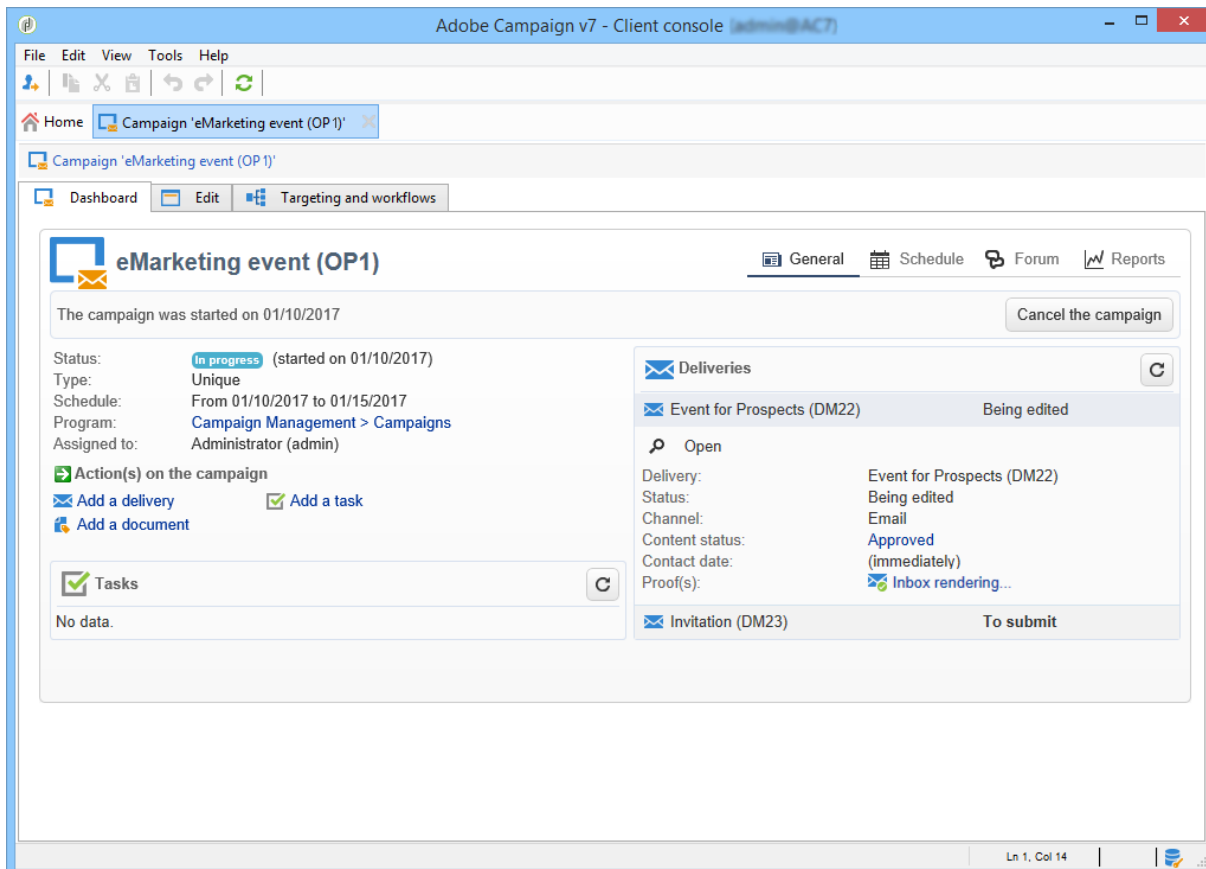 Adobe Campaign v7 - Client console
File Edit View Tools Help
Home Campaign 'eMarketing event (OP1)'
Campaign 'eMarketing event (OP1)'
Dashboard Edit Targeting and workflows
eMarketing event (OP1)
General Schedule Forum Reports
The campaign was started on 01/10/2017
Cancel the campaign
Status: In progress (started on 01/10/2017)
Type: Unique
Schedule: From 01/10/2017 to 01/15/2017
Program: Campaign Management > Campaigns
Assigned to: Administrator (admin)
Action(s) on the campaign
Add a delivery Add a task
Add a document
Tasks
No data.
Deliveries
Event for Prospects (DM22) Being edited
Open
Delivery: Event for Prospects (DM22)
Status: Being edited
Channel: Email
Content status: Approved
Contact date: (immediately)
Proof(s): Inbox rendering...
Invitation (DM23) To submit
Ln 1, Col 14